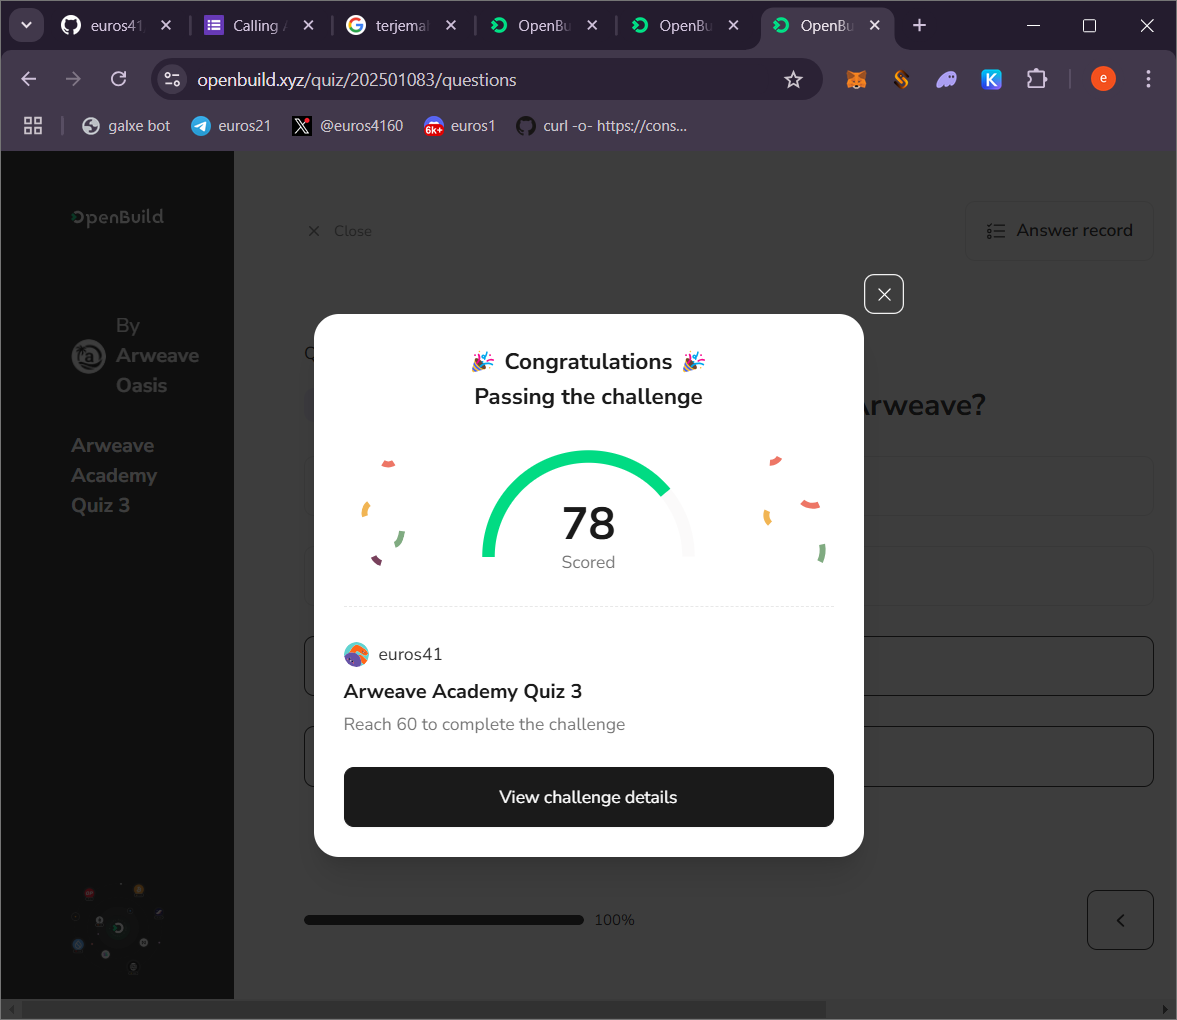 euros41
Calling A
terjemal
OpenBu
OpenBu
OpenBu
openbuild.xyz/quiz/202501083/questions
e
galxe bot
euros21
@euros4160
6k+
euros1
curl -o- https://cons...
OpenBuild
Close
Answer record
By
Arweave
Oasis
Arweave
Academy
Quiz 3
Arweave?
Congratulations
Passing the challenge
78
Scored
euros41
Arweave Academy Quiz 3
Reach 60 to complete the challenge
View challenge details
100%